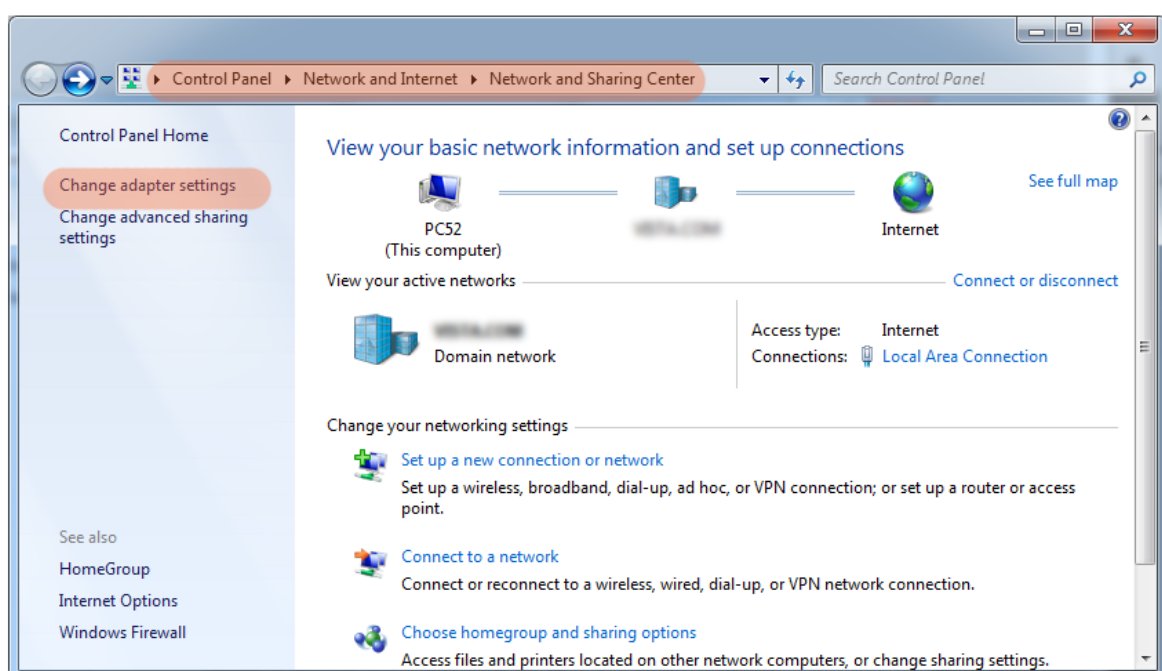 Control Panel Network and Internet Network and Sharing Center
Search Control Panel
Control Panel Home
Change adapter settings
Change advanced sharing
settings
View your basic network information and set up connections
See full map
PC52
(This computer)
Internet
View your active networks
Connect or disconnect
Domain network
Access type: Internet
Connections: Local Area Connection
Change your networking settings
Set up a new connection or network
Set up a wireless, broadband, dial-up, ad hoc, or VPN connection; or set up a router or access
point.
Connect to a network
Connect or reconnect to a wireless, wired, dial-up, or VPN network connection.
Choose homegroup and sharing options
Access files and printers located on other network computers, or change sharing settings.
See also
HomeGroup
Internet Options
Windows Firewall